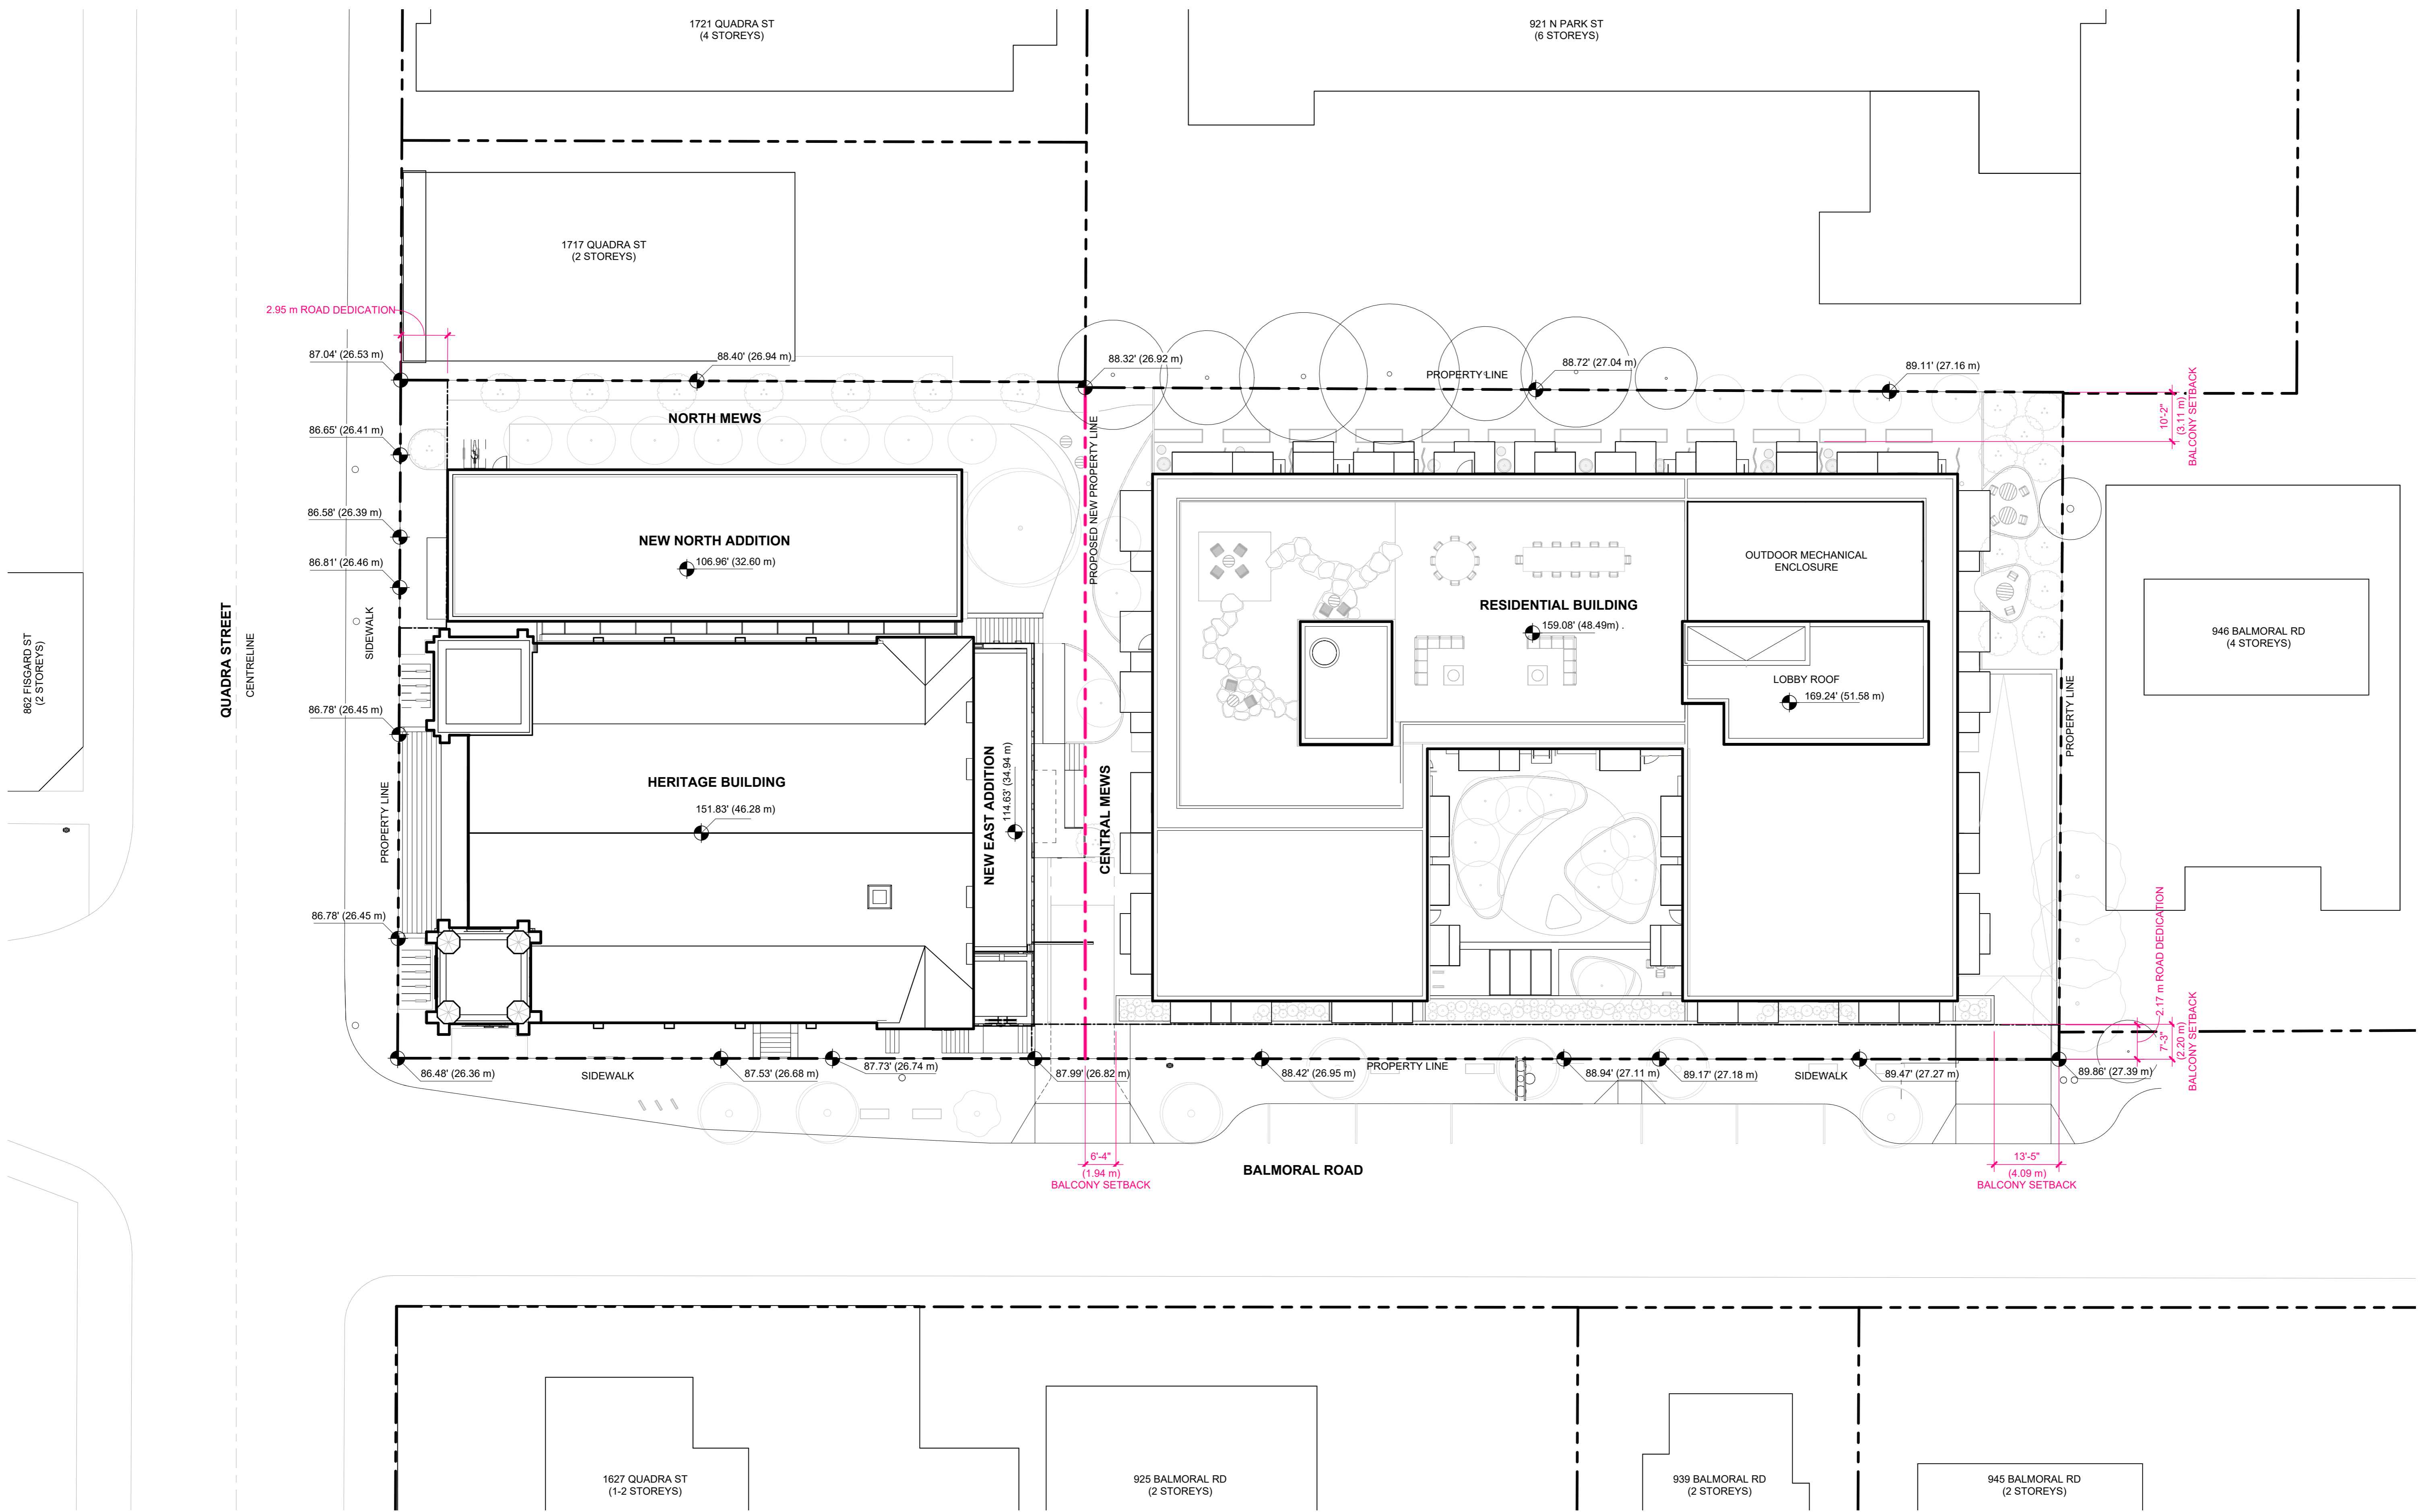 1721 QUADRA ST
(4 STOREYS)
921 N PARK ST
(6 STOREYS)
1717 QUADRA ST
(2 STOREYS)
2.95 m ROAD DEDICATION
87.04' (26.53 m)
88.40' (26.94 m)
88.32' (26.92 m)
88.72' (27.04 m)
89.11' (27.16 m)
PROPERTY LINE
10'-2"
(3.11 m)
BALCONY SETBACK
NORTH MEWS
86.65' (26.41 m)
PROPOSED NEW PROPERTY LINE
86.58' (26.39 m)
NEW NORTH ADDITION
106.96' (32.60 m)
86.81' (26.46 m)
OUTDOOR MECHANICAL
ENCLOSURE
RESIDENTIAL BUILDING
159.08' (48.49m) .
862 FISGARD ST
(2 STOREYS)
QUADRA STREET
CENTRELINE
SIDEWALK
946 BALMORAL RD
(4 STOREYS)
LOBBY ROOF
169.24' (51.58 m)
PROPERTY LINE
86.78' (26.45 m)
HERITAGE BUILDING
151.83' (46.28 m)
NEW EAST ADDITION
114.63' (34.94 m)
CENTRAL MEWS
PROPERTY LINE
86.78' (26.45 m)
2.17 m ROAD DEDICATION
7'-3"
(2.20 m)
BALCONY SETBACK
86.48' (26.36 m)
SIDEWALK
87.53' (26.68 m)
87.73' (26.74 m)
87.99' (26.82 m)
88.42' (26.95 m)
PROPERTY LINE
88.94' (27.11 m)
89.17' (27.18 m)
SIDEWALK
89.47' (27.27 m)
89.86' (27.39 m)
6'-4"
(1.94 m)
BALCONY SETBACK
BALMORAL ROAD
13'-5"
(4.09 m)
BALCONY SETBACK
1627 QUADRA ST
(1-2 STOREYS)
925 BALMORAL RD
(2 STOREYS)
939 BALMORAL RD
(2 STOREYS)
945 BALMORAL RD
(2 STOREYS)